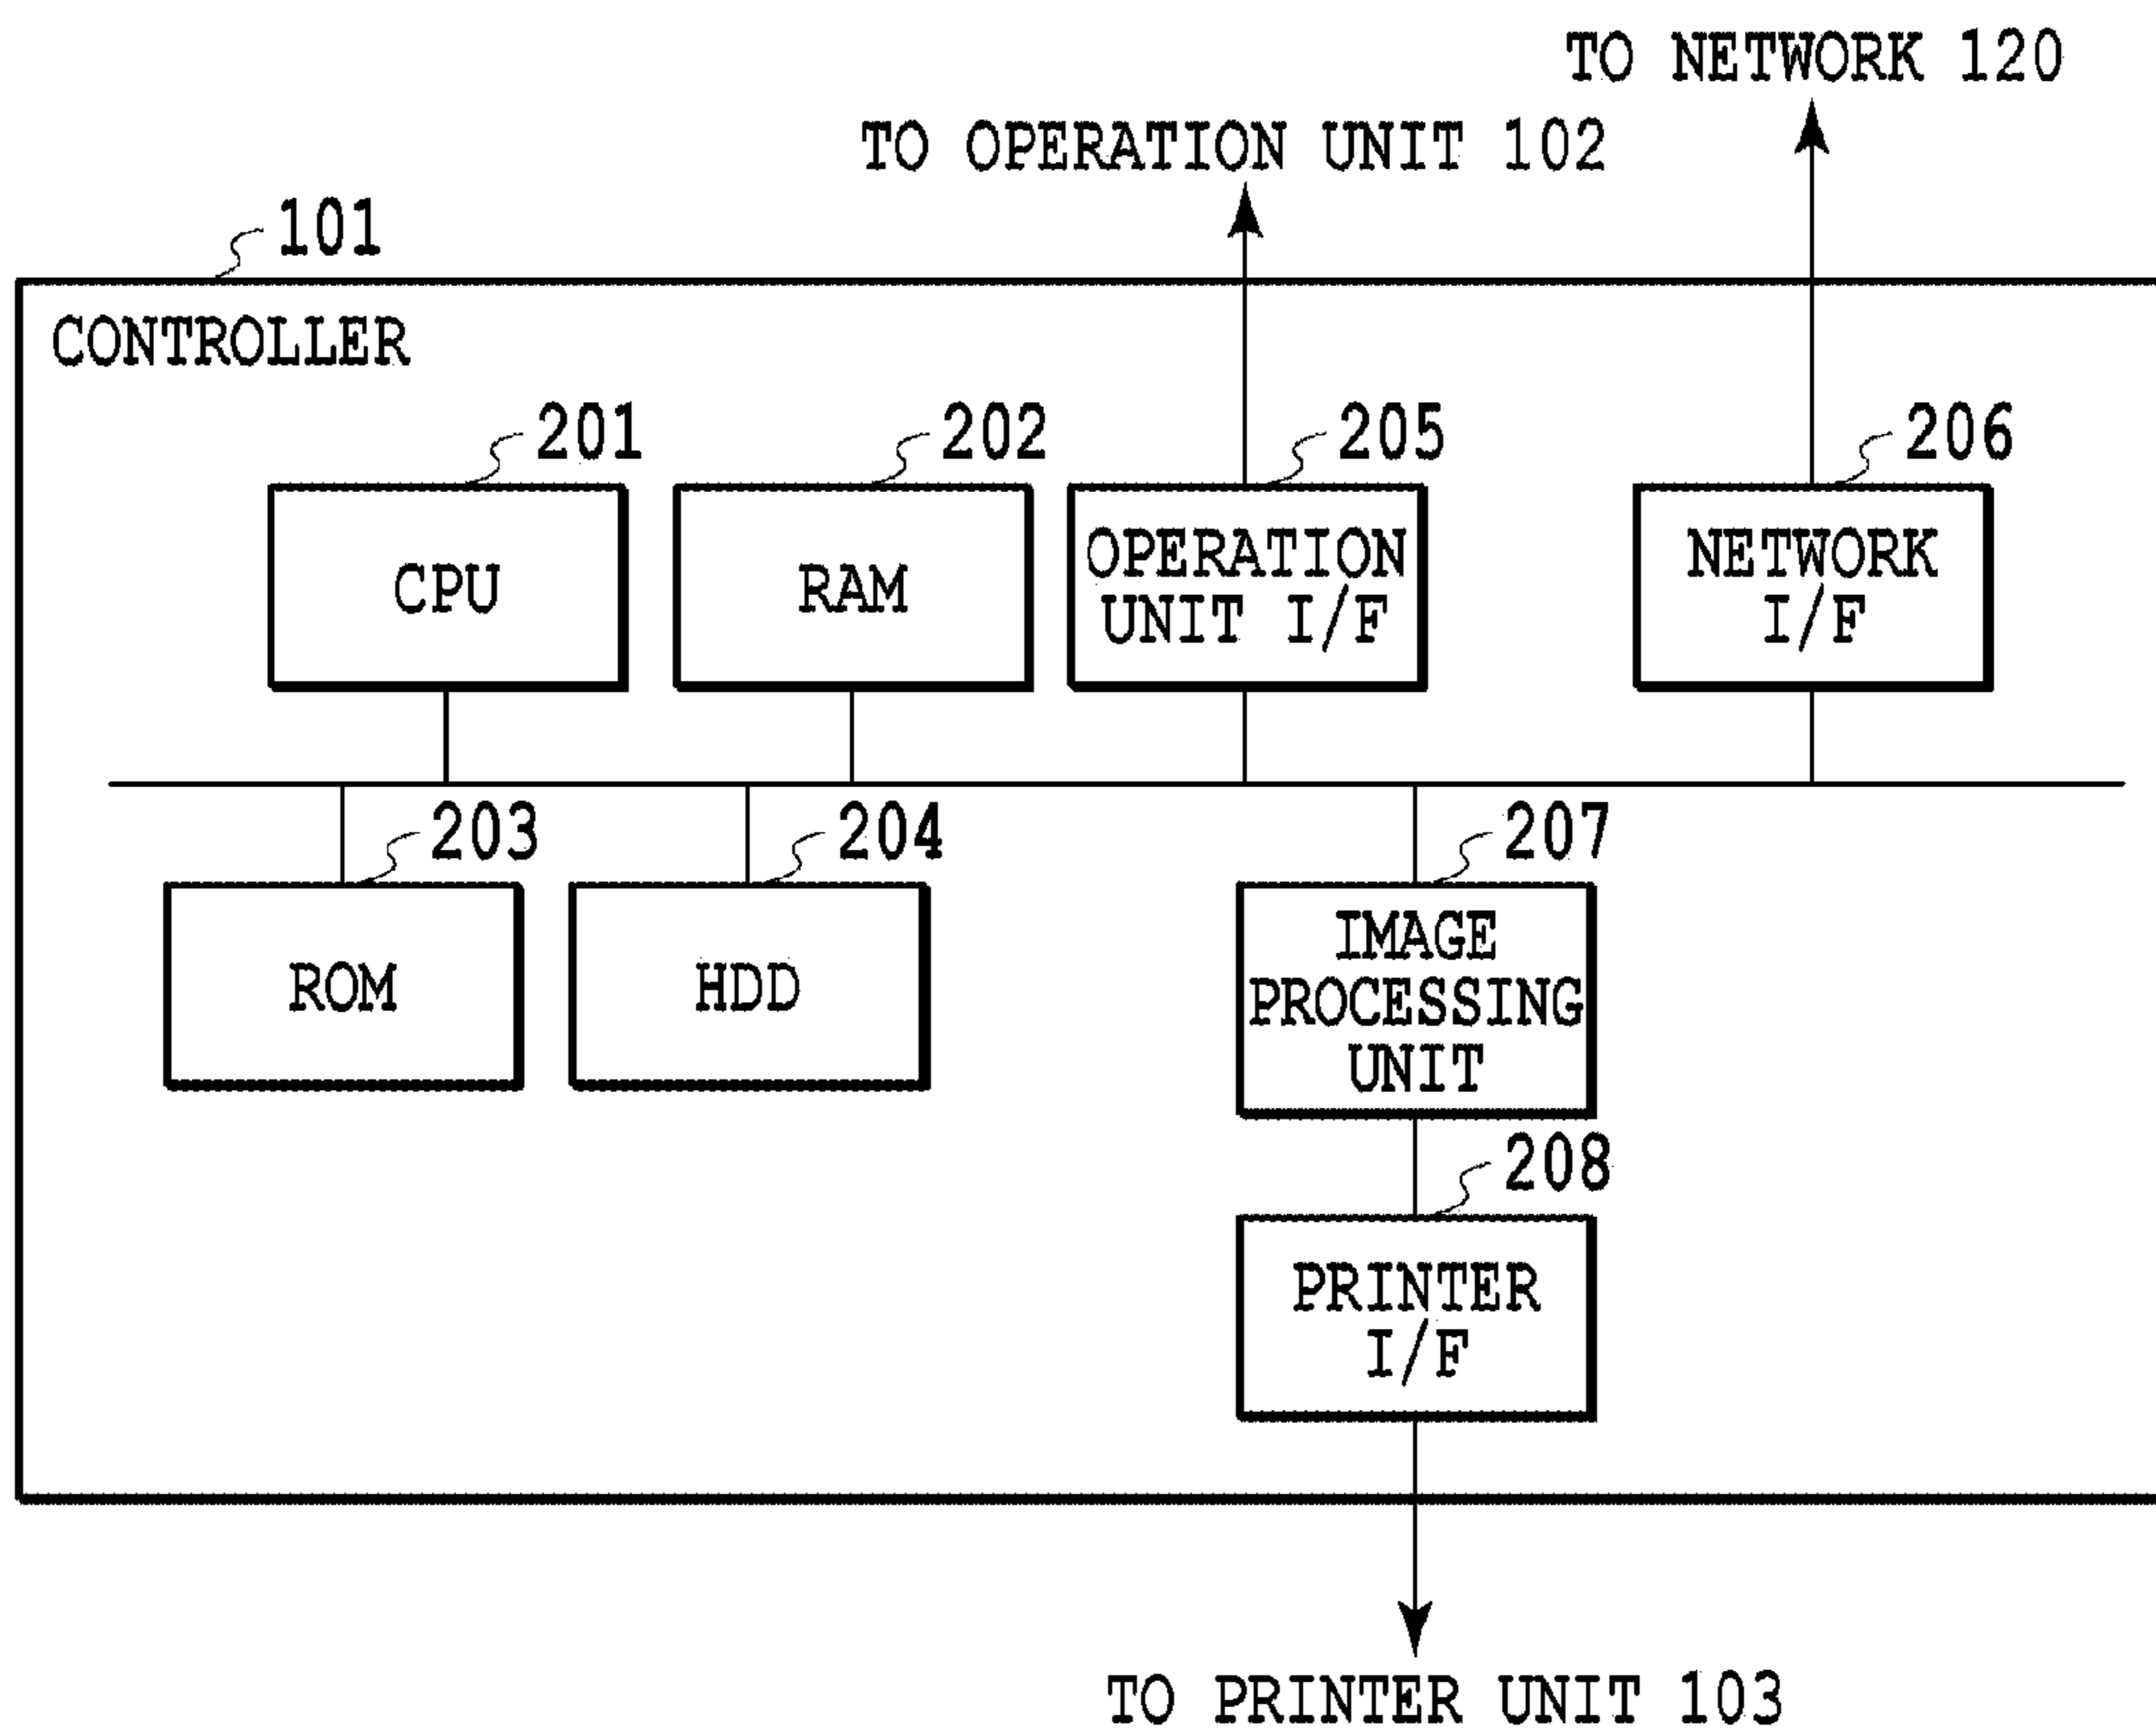 TO NETWORK 120
TO OPERATION UNIT 102
101
CONTROLLER
201
202
205
206
CPU
RAM
OPERATION
UNIT I/F
NETWORK
I/F
203
204
207
ROM
HDD
IMAGE
PROCESSING
UNIT
208
PRINTER
I/F
TO PRINTER UNIT 103